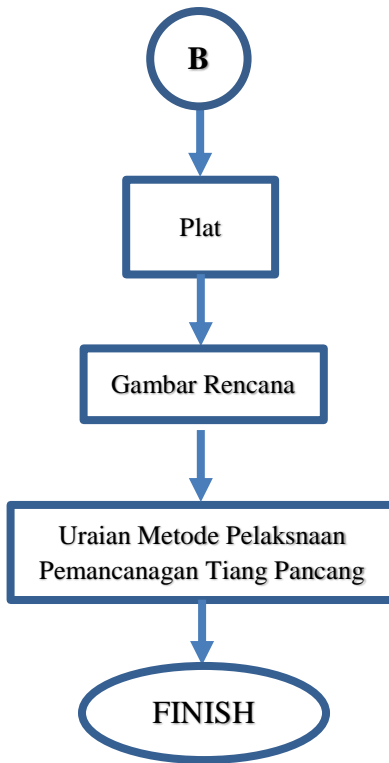 B
Plat
Gambar Rencana
Uraian Metode Pelaksnaan
Pemancanagan Tiang Pancang
FINISH